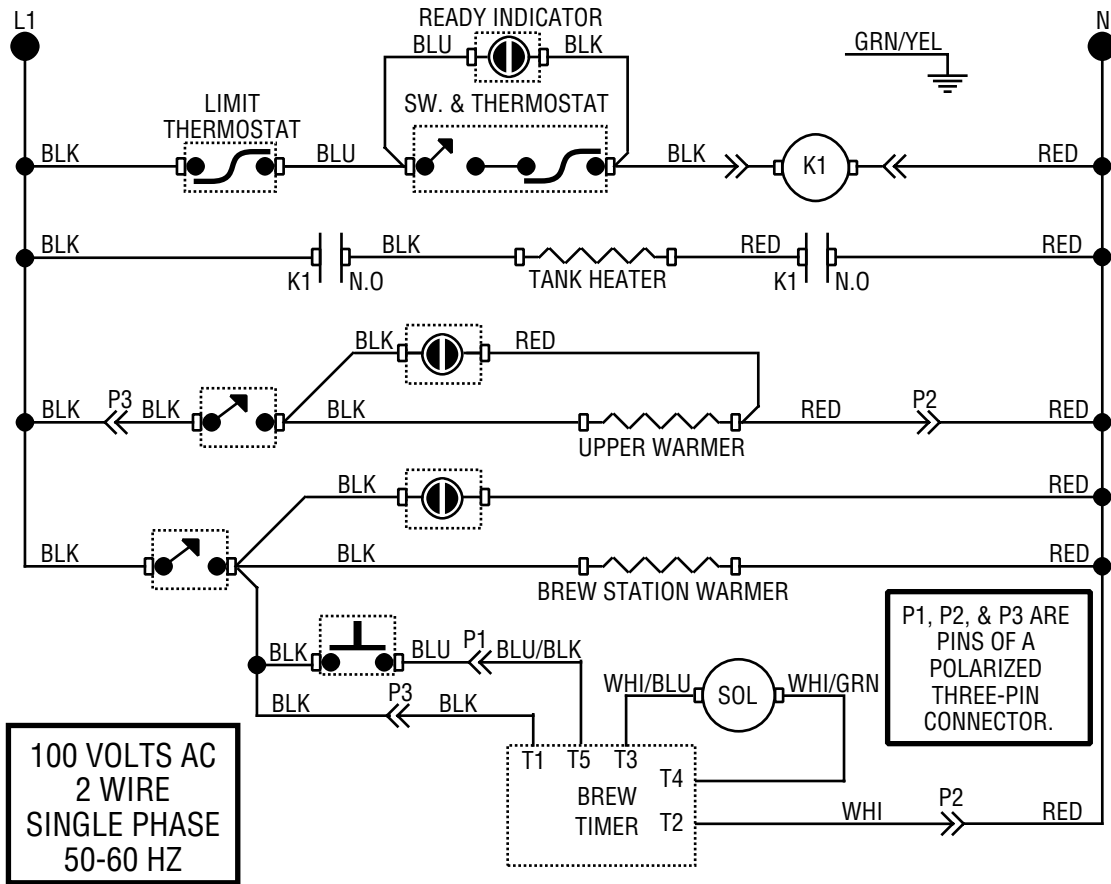 L1
READY INDICATOR
N
BLU
BLK
GRN/YEL
LIMIT
THERMOSTAT
SW. & THERMOSTAT
BLK
BLU
BLK
K1
RED
BLK
BLK
RED
RED
K1
N.O
TANK HEATER
K1
N.O
BLK
RED
BLK
P3
BLK
BLK
RED
P2
RED
UPPER WARMER
BLK
RED
BLK
BLK
RED
BREW STATION WARMER
P1, P2, & P3 ARE
PINS OF A
POLARIZED
THREE-PIN
CONNECTOR.
BLK
BLU
P1
BLU/BLK
WHI/BLU
SOL
WHI/GRN
BLK
P3
BLK
T1
T5
T3
T4
BREW
TIMER
T2
WHI
P2
RED
100 VOLTS AC
2 WIRE
SINGLE PHASE
50-60 HZ